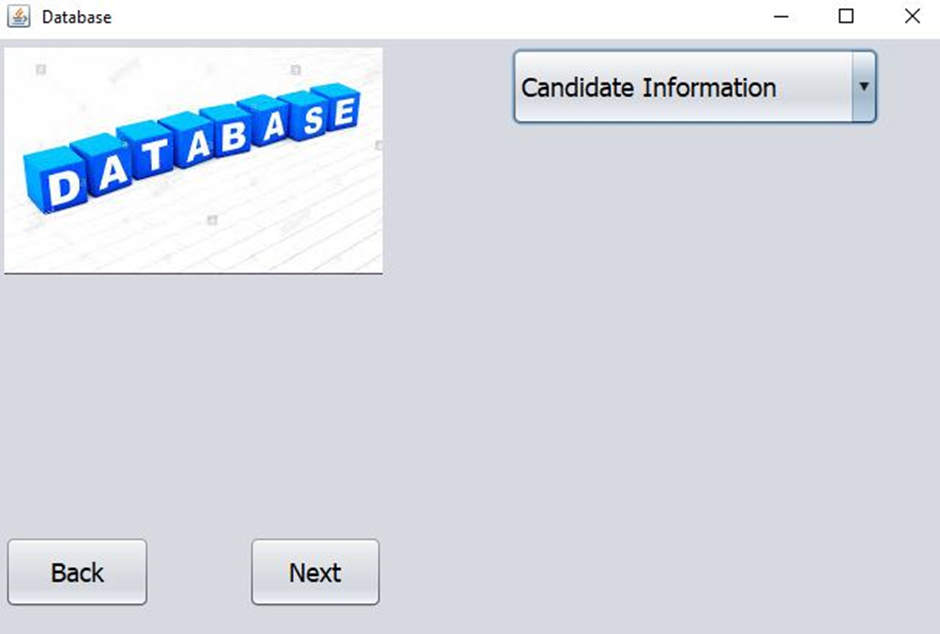 Database
DATABASE
Candidate Information
Back
Next